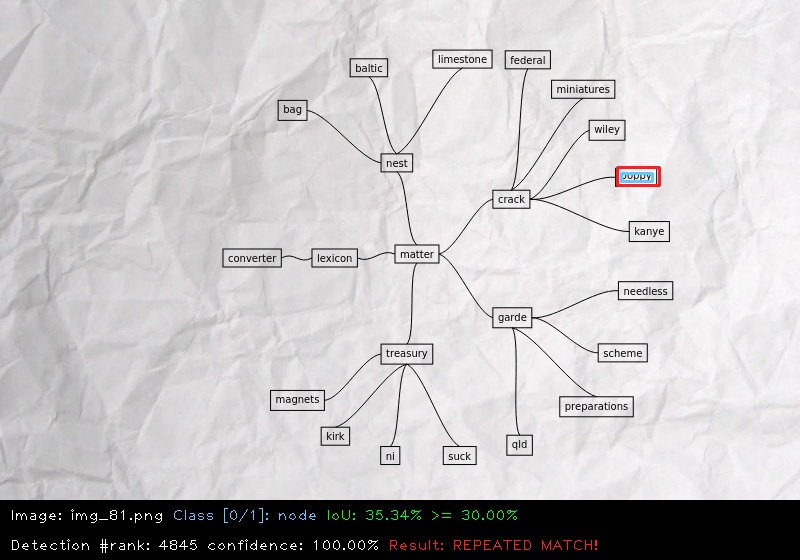 limestone
federal
baltic
miniatures
bag
wiley
nest
crack
kanye
matter
converter
lexicon
needless
garde
treasury
scheme
magnets
preparations
kirk
qld
ni
suck
Image: img_81.png Class [0/1]: node IoU: 35.34% >= 30.00%
Detection #rank: 4845 confidence: 100.00% Result: REPEATED MATCH!